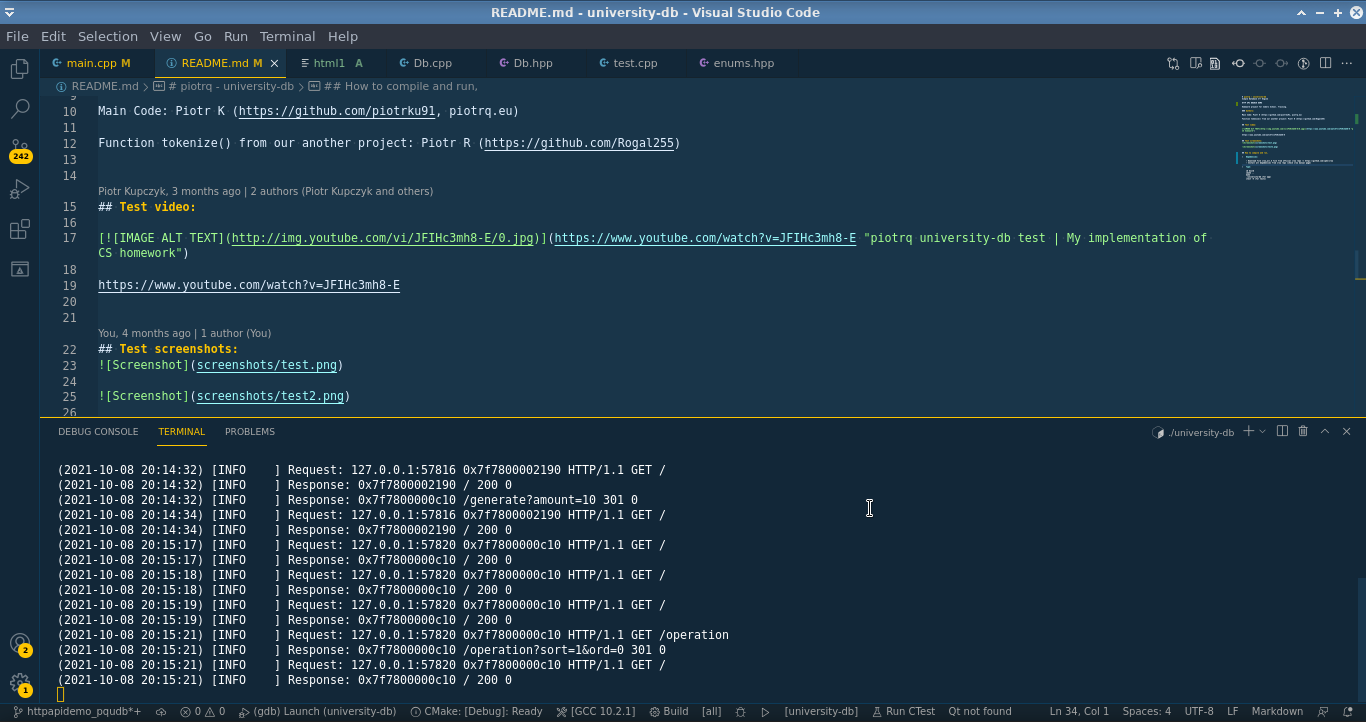 README.md - university-db - Visual Studio Code
File Edit Selection View Go Run Terminal Help
main.cpp M README.md M html1 A Db.cpp Db.hpp test.cpp enums.hpp
README.md > # piotrq - university-db > ## How to compile and run,
9
10 Main Code: Piotr K (https://github.com/piotrku91, piotrq.eu)
11
12 Function tokenize() from our another project: Piotr R (https://github.com/Rogal255)
13
14
Piotr Kupczyk, 3 months ago | 2 authors (Piotr Kupczyk and others)
15 ## Test video:
16
17 [![IMAGE ALT TEXT](http://img.youtube.com/vi/JFIHc3mh8-E/0.jpg)](https://www.youtube.com/watch?v=JFIHc3mh8-E "piotrq university-db test | My implementation of
CS homework")
18
19 https://www.youtube.com/watch?v=JFIHc3mh8-E
20
21
You, 4 months ago | 1 author (You)
22 ## Test screenshots:
23 ![Screenshot](screenshots/test.png)
24
25 ![Screenshot](screenshots/test2.png)
26
242
DEBUG CONSOLE TERMINAL PROBLEMS ./university-db
(2021-10-08 20:14:32) [INFO    ] Request: 127.0.0.1:57816 0x7f7800002190 HTTP/1.1 GET /
(2021-10-08 20:14:32) [INFO    ] Response: 0x7f7800002190 / 200 0
(2021-10-08 20:14:32) [INFO    ] Response: 0x7f7800000c10 /generate?amount=10 301 0
(2021-10-08 20:14:34) [INFO    ] Request: 127.0.0.1:57816 0x7f7800002190 HTTP/1.1 GET /
(2021-10-08 20:14:34) [INFO    ] Response: 0x7f7800002190 / 200 0
(2021-10-08 20:15:17) [INFO    ] Request: 127.0.0.1:57820 0x7f7800000c10 HTTP/1.1 GET /
(2021-10-08 20:15:17) [INFO    ] Response: 0x7f7800000c10 / 200 0
(2021-10-08 20:15:18) [INFO    ] Request: 127.0.0.1:57820 0x7f7800000c10 HTTP/1.1 GET /
(2021-10-08 20:15:18) [INFO    ] Response: 0x7f7800000c10 / 200 0
(2021-10-08 20:15:19) [INFO    ] Request: 127.0.0.1:57820 0x7f7800000c10 HTTP/1.1 GET /
(2021-10-08 20:15:19) [INFO    ] Response: 0x7f7800000c10 / 200 0
(2021-10-08 20:15:21) [INFO    ] Request: 127.0.0.1:57820 0x7f7800000c10 HTTP/1.1 GET /operation
(2021-10-08 20:15:21) [INFO    ] Response: 0x7f7800000c10 /operation?sort=1&ord=0 301 0
(2021-10-08 20:15:21) [INFO    ] Request: 127.0.0.1:57820 0x7f7800000c10 HTTP/1.1 GET /
(2021-10-08 20:15:21) [INFO    ] Response: 0x7f7800000c10 / 200 0
2
1
httpapidemo_pqudb*+ 0 0 (gdb) Launch (university-db) CMake: [Debug]: Ready [GCC 10.2.1] Build [all] [university-db] Run CTest Qt not found Ln 34, Col 1 Spaces: 4 UTF-8 LF Markdown